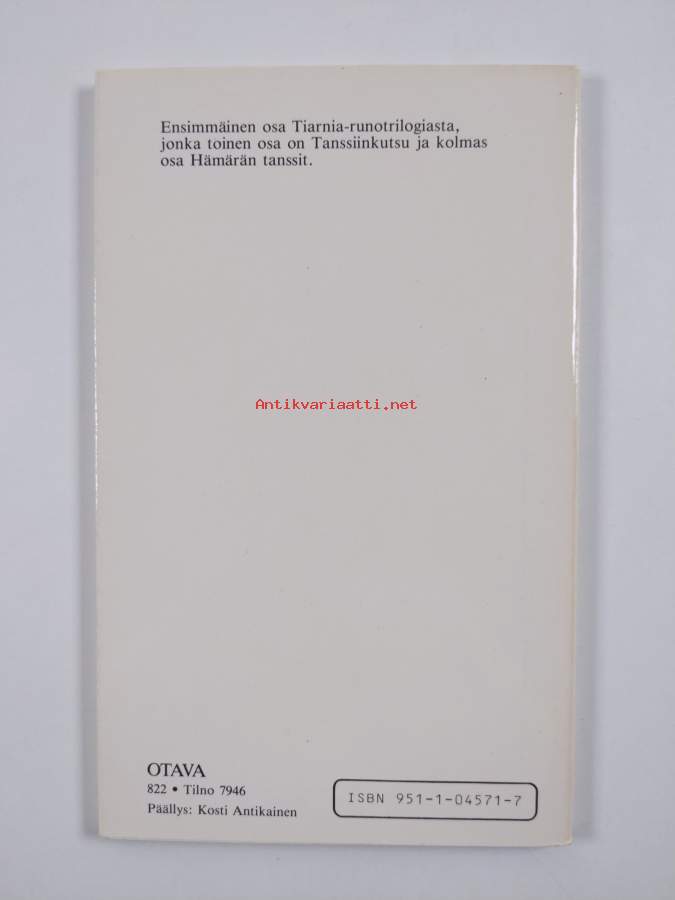 Ensimmäinen osa Tiarnia-runotrilogiasta,
jonka toinen osa on Tanssiinkutsu ja kolmas
osa Hämärän tanssit.
Antikvariaatti.net
OTAVA
822 • Tilno 7946
Päällys: Kosti Antikainen
ISBN 951-1-04571-7